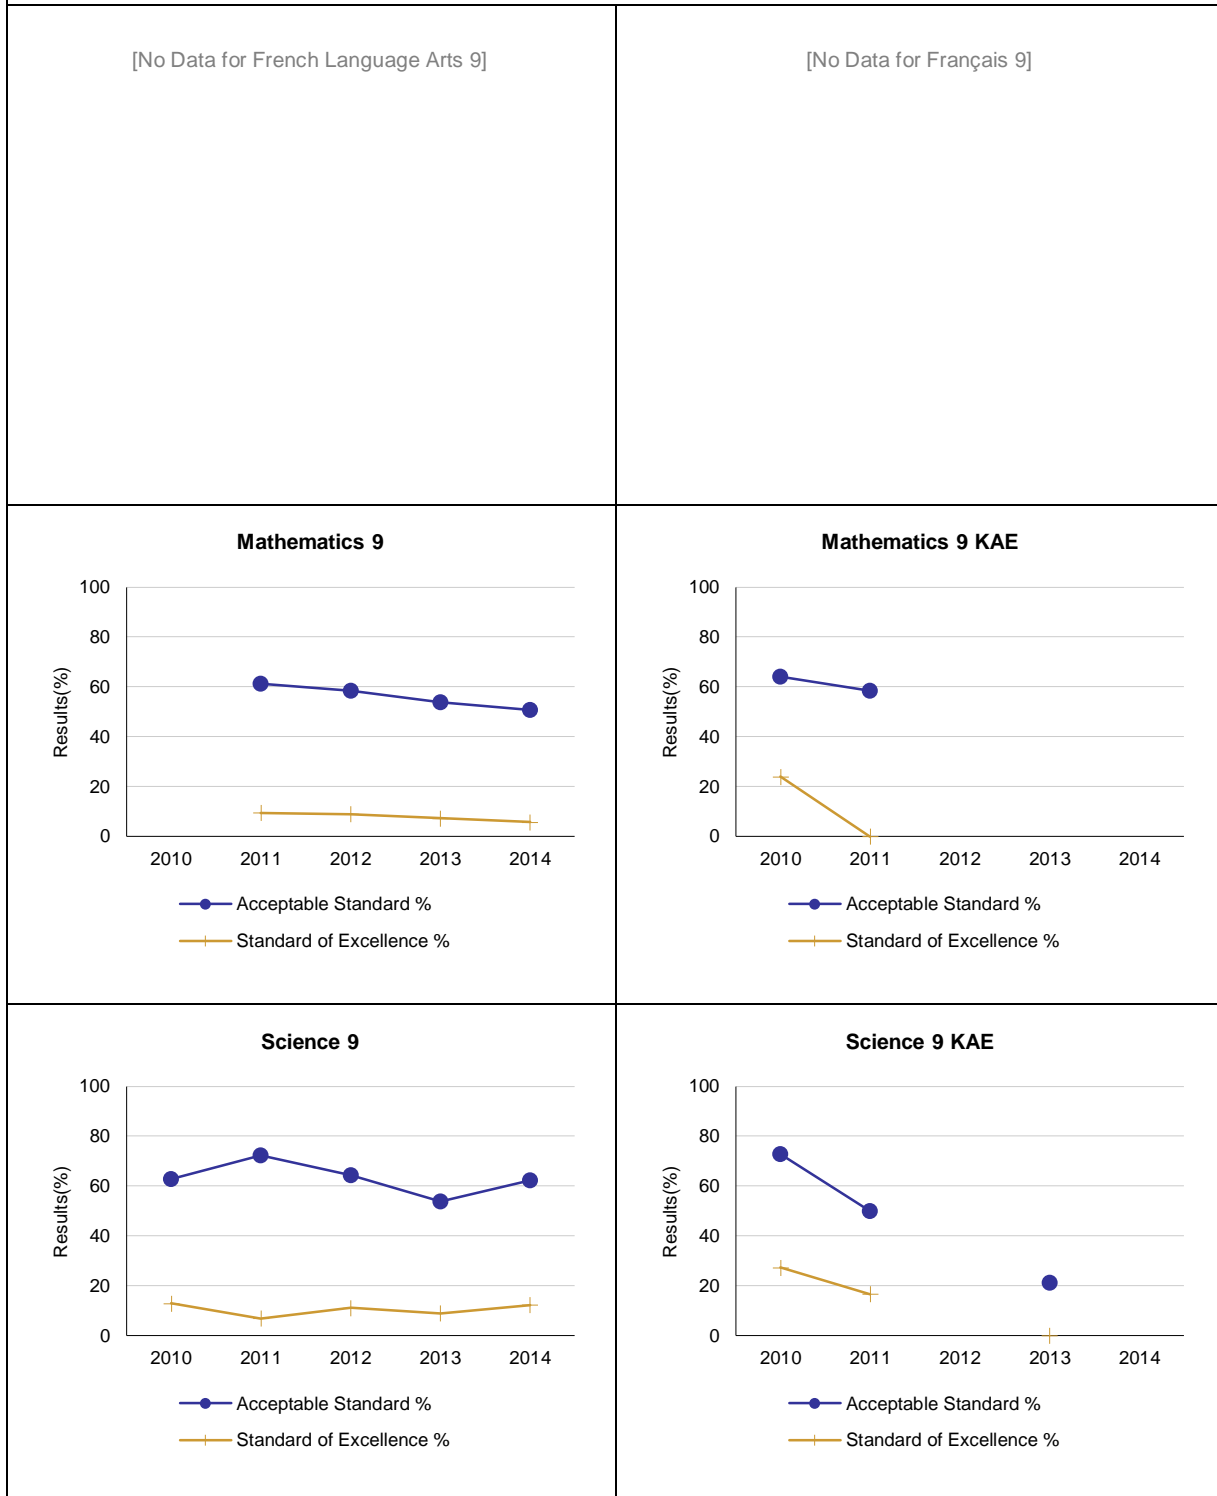 [No Data for French Language Arts 9]
[No Data for Français 9]
Mathematics 9
100
80
60
40
20
0
Results(%)
2010 2011 2012 2013 2014
Acceptable Standard %
Standard of Excellence %
Mathematics 9 KAE
100
80
60
40
20
0
Results(%)
2010 2011 2012 2013 2014
Acceptable Standard %
Standard of Excellence %
Science 9
100
80
60
40
20
0
Results(%)
2010 2011 2012 2013 2014
Acceptable Standard %
Standard of Excellence %
Science 9 KAE
100
80
60
40
20
0
Results(%)
2010 2011 2012 2013 2014
Acceptable Standard %
Standard of Excellence %